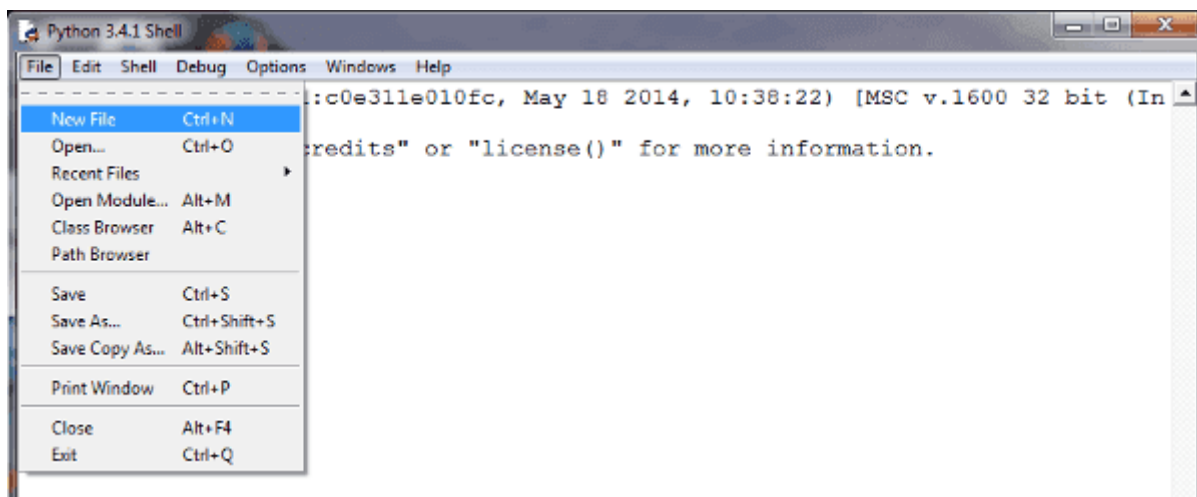 Python 3.4.1 Shell
File Edit Shell Debug Options Windows Help
1:c0e311e010fc, May 18 2014, 10:38:22) [MSC v.1600 32 bit (In
New File Ctrl+N
Open... Ctrl+O
credits" or "license()" for more information.
Recent Files
Open Module... Alt+M
Class Browser Alt+C
Path Browser
Save Ctrl+S
Save As... Ctrl+Shift+S
Save Copy As... Alt+Shift+S
Print Window Ctrl+P
Close Alt+F4
Exit Ctrl+Q